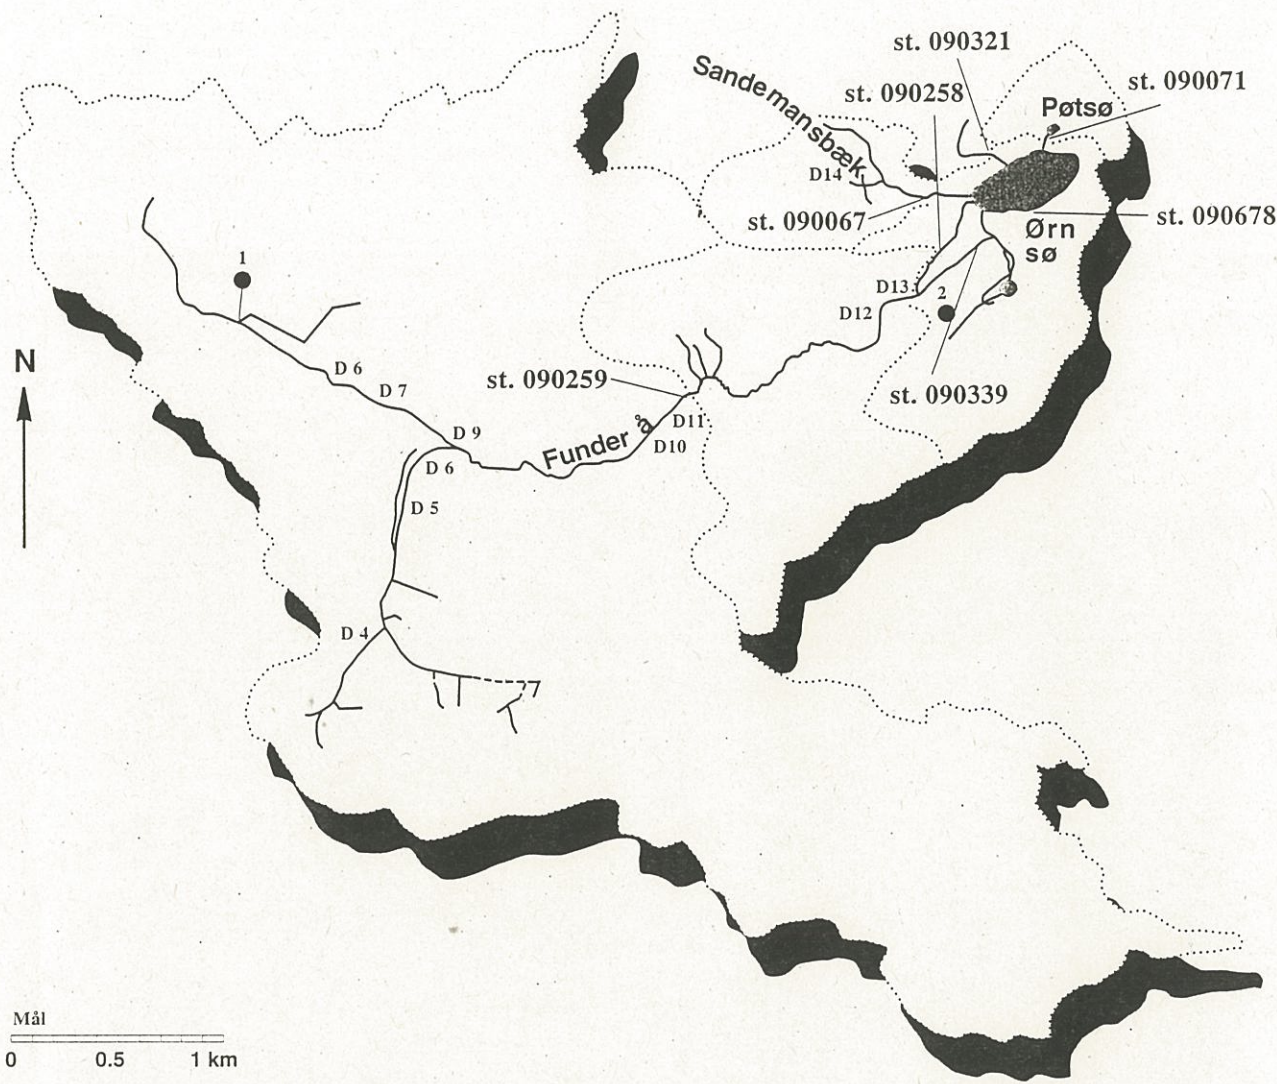 st. 090321
Sandemansbæk
st. 090258
st. 090071
Pøtsø
D14
st. 090067
st. 090678
Ørn
sø
1
D13
2
D12
N
D 6
st. 090259
D 7
st. 090339
D11
D 9
Funder å
D10
D 6
D 5
D 4
Mål
0 0.5 1 km